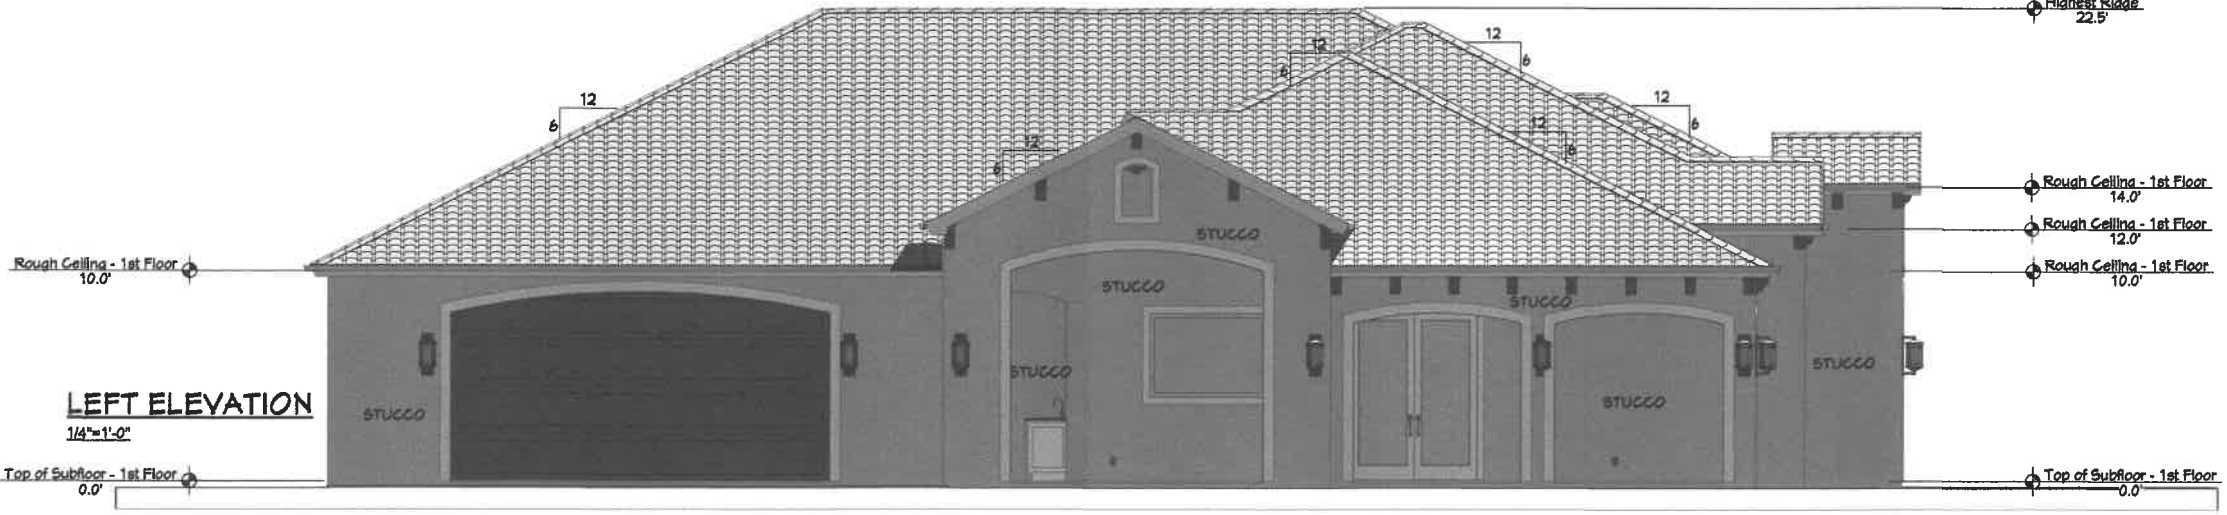 Highest Ridge
22.5'
12
6
12
6
12
6
12
6
12
6
12
6
Rough Ceiling - 1st Floor
14.0'
Rough Ceiling - 1st Floor
12.0'
Rough Ceiling - 1st Floor
10.0'
Rough Ceiling - 1st Floor
10.0'
STUCCO
STUCCO
STUCCO
STUCCO
STUCCO
STUCCO
STUCCO
LEFT ELEVATION
1/4"=1'-0"
Top of Subfloor - 1st Floor
0.0'
Top of Subfloor - 1st Floor
0.0'